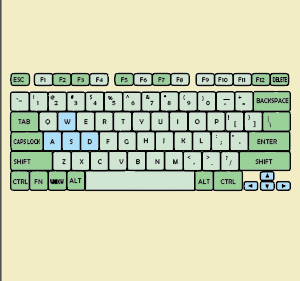 ESC F1 F2 F3 F4 F5 F6 F7 F8 F9 F10 F11 F12 DELETE
~ ` ! 1 @ 2 # 3 $ 4 % 5 ^ 6 & 7 * 8 ( 9 ) 0 — - + = BACKSPACE
TAB O W E R T Y U I O P { [ } ] | \
CAPS LOCK A S D F G H J K L : ; " ' ENTER
SHIFT Z X C V B N M < , > . ? / SHIFT
CTRL FN ALT ALT CTRL ◄ ▲ ▼ ►